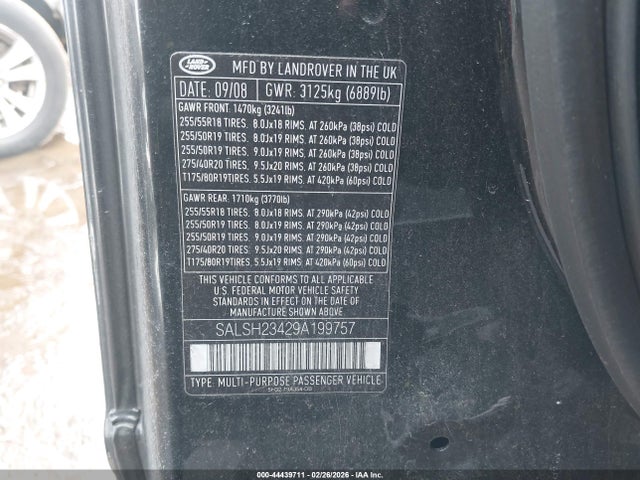 LAND ROVER
MFD BY LANDROVER IN THE UK
DATE: 09/08 GWR: 3125kg (6889lb)
GAWR FRONT: 1470kg (3241lb)
255/55R18 TIRES, 8.0Jx18 RIMS, AT 260kPa (38psi) COLD
255/50R19 TIRES, 8.0Jx19 RIMS, AT 260kPa (38psi) COLD
255/50R19 TIRES, 9.0Jx19 RIMS, AT 260kPa (38psi) COLD
275/40R20 TIRES, 9.5Jx20 RIMS, AT 260kPa (38psi) COLD
T175/80R19TIRES, 5.5Jx19 RIMS, AT 420kPa (60psi) COLD
GAWR REAR: 1710kg (3770lb)
255/55R18 TIRES, 8.0Jx18 RIMS, AT 290kPa (42psi) COLD
255/50R19 TIRES, 8.0Jx19 RIMS, AT 290kPa (42psi) COLD
255/50R19 TIRES, 9.0Jx19 RIMS, AT 290kPa (42psi) COLD
275/40R20 TIRES, 9.5Jx20 RIMS, AT 290kPa (42psi) COLD
T175/80R19TIRES, 5.5Jx19 RIMS, AT 420kPa (60psi) COLD
THIS VEHICLE CONFORMS TO ALL APPLICABLE
U.S. FEDERAL MOTOR VEHICLE SAFETY
STANDARDS IN EFFECT ON THE DATE OF
MANUFACTURE SHOWN ABOVE.
SALSH23429A199757
TYPE: MULTI-PURPOSE PASSENGER VEHICLE
000-44439711 - 02/26/2026 - IAAI.COM